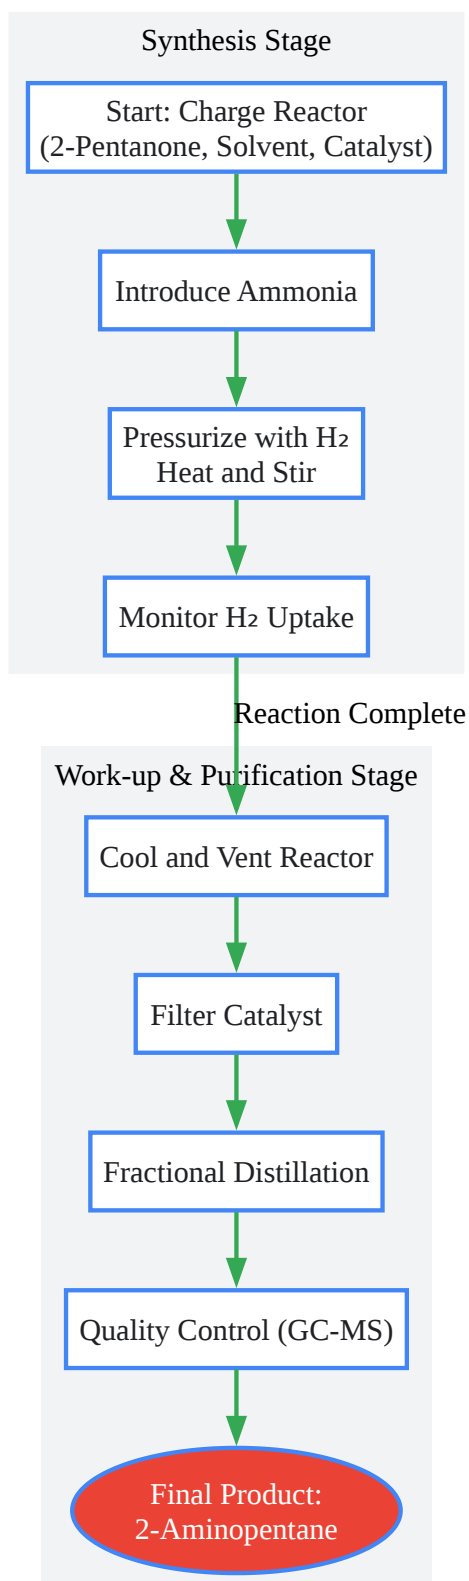 Synthesis Stage
Start: Charge Reactor
(2-Pentanone, Solvent, Catalyst)
Introduce Ammonia
Pressurize with H₂
Heat and Stir
Monitor H₂ Uptake
Reaction Complete
Work-up & Purification Stage
Cool and Vent Reactor
Filter Catalyst
Fractional Distillation
Quality Control (GC-MS)
Final Product:
2-Aminopentane